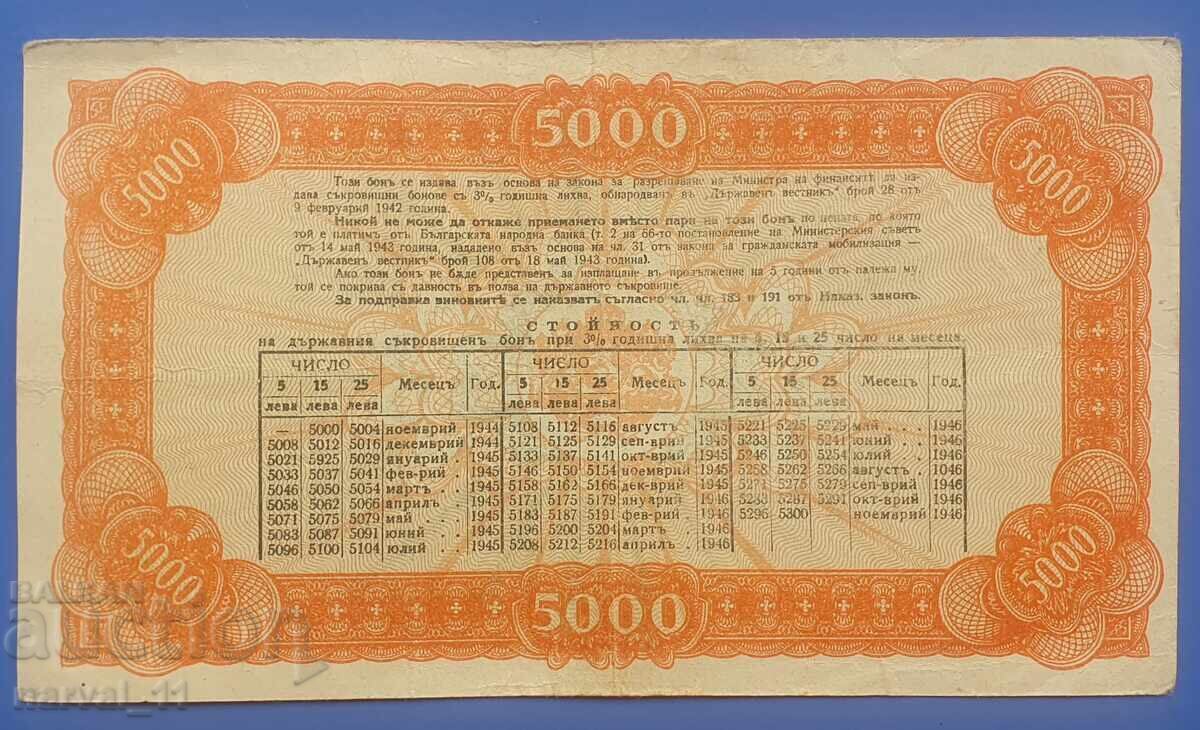 5000
5000
5000
Този бонъ се издава възъ основа на закона за разрешаване на Министра на финанситѣ да из-
дава съкровищни бонове съ 3% годишна лихва, обнародванъ въ „Държавенъ вестникъ“ брой 28 отъ
9 февруарий 1942 година.
Никой не може да откаже приемането вмѣсто пари на този бонъ по цената, по която
той е платимъ отъ Българската народна банка (т. 2 на 66-то постановление на Министерския съветъ
отъ 14 май 1943 година, издадено възъ основа на чл. 31 отъ закона за гражданската мобилизация —
„Държавенъ вестникъ“ брой 108 отъ 18 май 1943 година).
Ако този бонъ не бѫде представенъ за изплащане въ продължение на 5 години отъ падежа му,
той се покрива съ давность въ полза на държавното съкровище.
За подправка виновнитѣ се наказватъ съгласно чл. чл. 183 и 191 отъ Наказ. законъ.
СТОЙНОСТЬ
на държавния съкровищенъ бонъ при 3% годишна лихва на 5, 15 и 25 число на месеца.
ЧИСЛО ЧИСЛО ЧИСЛО
5 15 25 Месецъ Год. 5 15 25 Месецъ Год. 5 15 25 Месецъ Год.
лева лева лева лева лева лева лева лева лева
— 5000 5004 ноемврий 1944 5108 5112 5116 августъ 1945 5221 5225 5229 май . . . 1946
5008 5012 5016 декемврий 1944 5121 5125 5129 сеп-врий 1945 5233 5237 5241 юний . . 1946
5021 5925 5029 януарий . 1945 5133 5137 5141 окт-врий 1945 5246 5250 5254 юлий . . 1946
5033 5037 5041 фев-рий . 1945 5146 5150 5154 ноемврий 1945 5258 5262 5266 августъ . 1046
5046 5050 5054 мартъ . . 1945 5158 5162 5166 дек-врий 1945 5271 5275 5279 сеп-врий 1946
5058 5062 5066 априлъ . 1945 5171 5175 5179 януарий 1946 5233 5287 5291 окт-врий 1946
5071 5075 5079 май . . 1945 5183 5187 5191 фев-рий . 1946 5296 5300 ноемврий 1946
5083 5087 5091 юний . . 1945 5196 5200 5204 мартъ . . 1946
5096 5100 5104 юлий . . 1945 5208 5212 5216 априлъ . 1946
5000
5000
5000
BALKAN
auction
narval_11